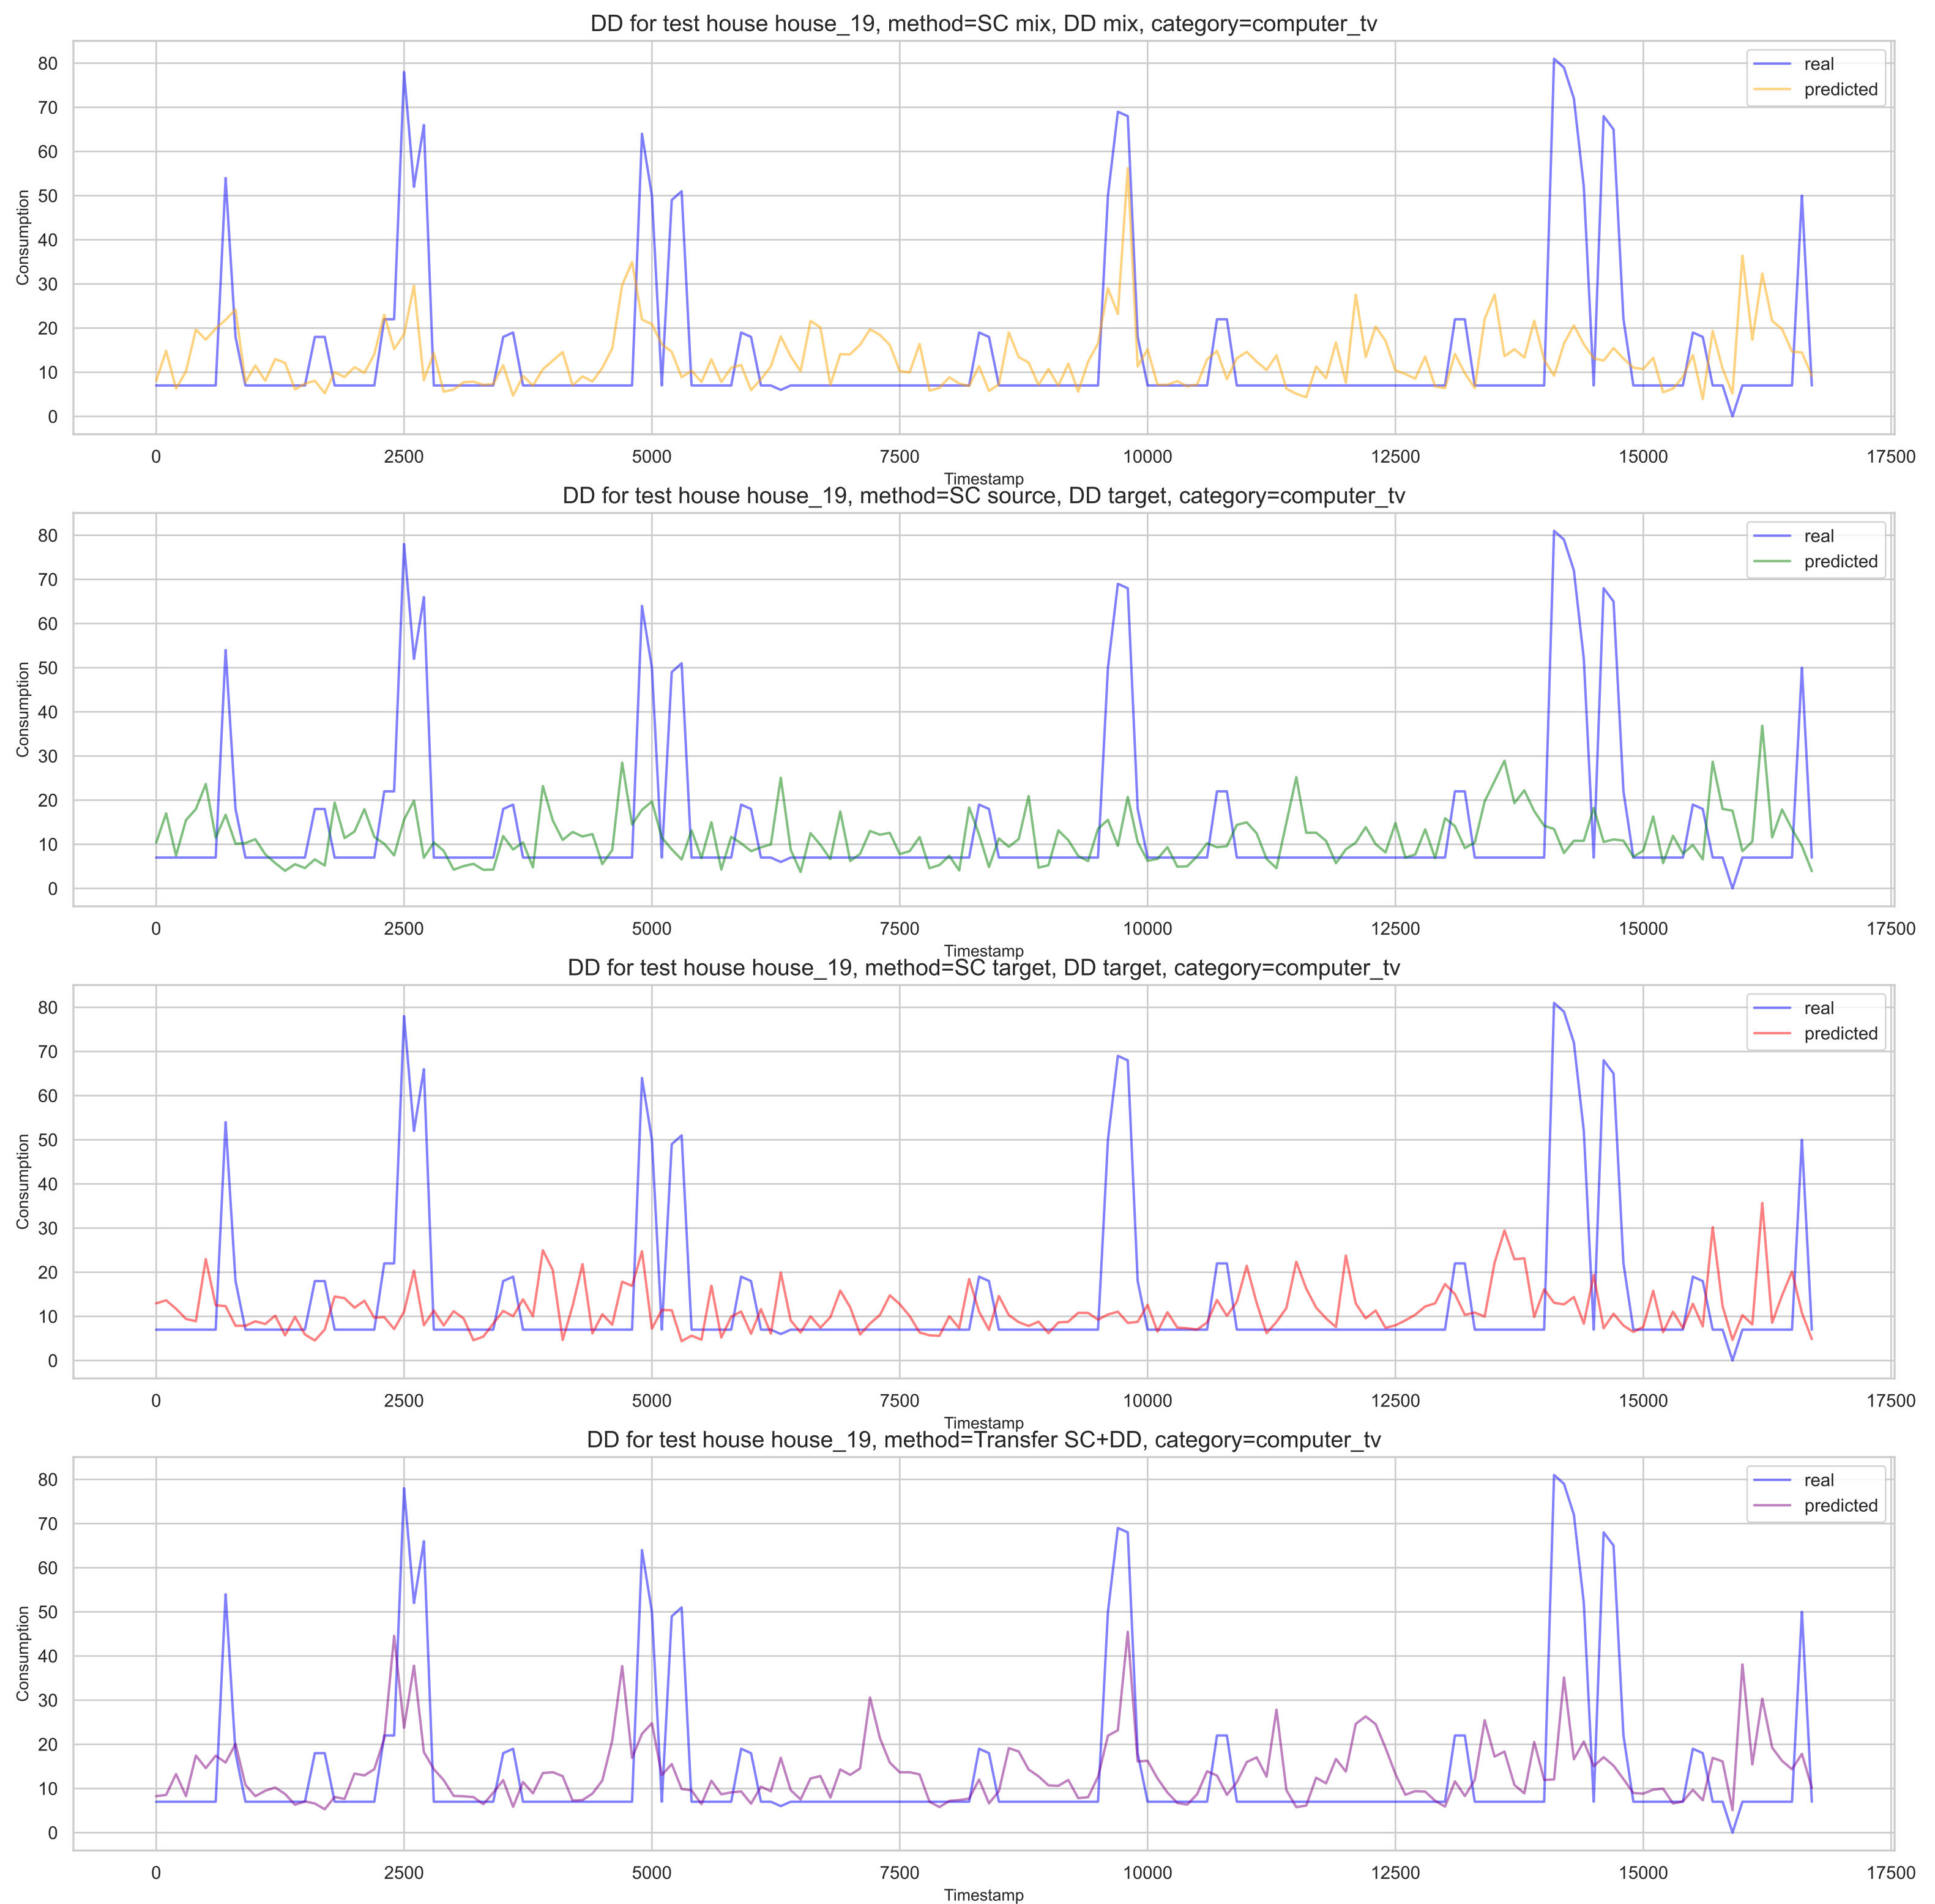 DD for test house house_19, method=SC mix, DD mix, category=computer_tv
real
predicted
80
70
60
50
40
30
20
10
0
Consumption
0 2500 5000 7500 10000 12500 15000 17500
Timestamp
DD for test house house_19, method=SC source, DD target, category=computer_tv
real
predicted
80
70
60
50
40
30
20
10
0
Consumption
0 2500 5000 7500 10000 12500 15000 17500
Timestamp
DD for test house house_19, method=SC target, DD target, category=computer_tv
real
predicted
80
70
60
50
40
30
20
10
0
Consumption
0 2500 5000 7500 10000 12500 15000 17500
Timestamp
DD for test house house_19, method=Transfer SC+DD, category=computer_tv
real
predicted
80
70
60
50
40
30
20
10
0
Consumption
0 2500 5000 7500 10000 12500 15000 17500
Timestamp